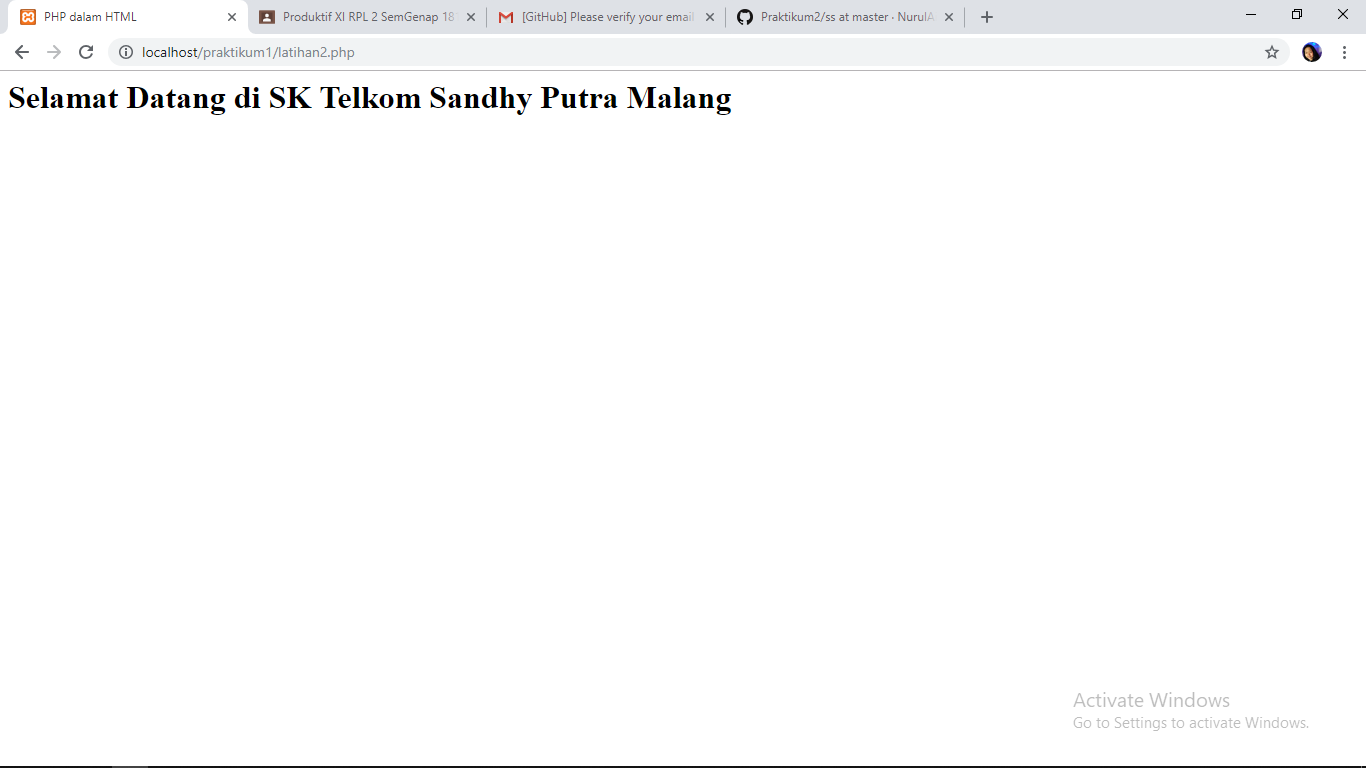 PHP dalam HTML
Produktif XI RPL 2 SemGenap 18
[GitHub] Please verify your email
Praktikum2/ss at master · NurulA
localhost/praktikum1/latihan2.php
Selamat Datang di SK Telkom Sandhy Putra Malang
Activate Windows
Go to Settings to activate Windows.